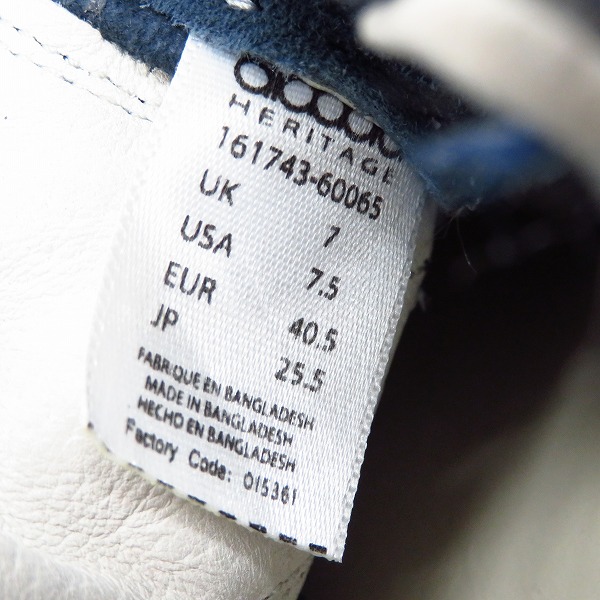 HERITAGE
161743-60065
UK 7
USA 7.5
EUR 40.5
JP 25.5
FABRIQUE EN BANGLADESH
MADE IN BANGLADESH
HECHO EN BANGLADESH
Factory Code: 015361